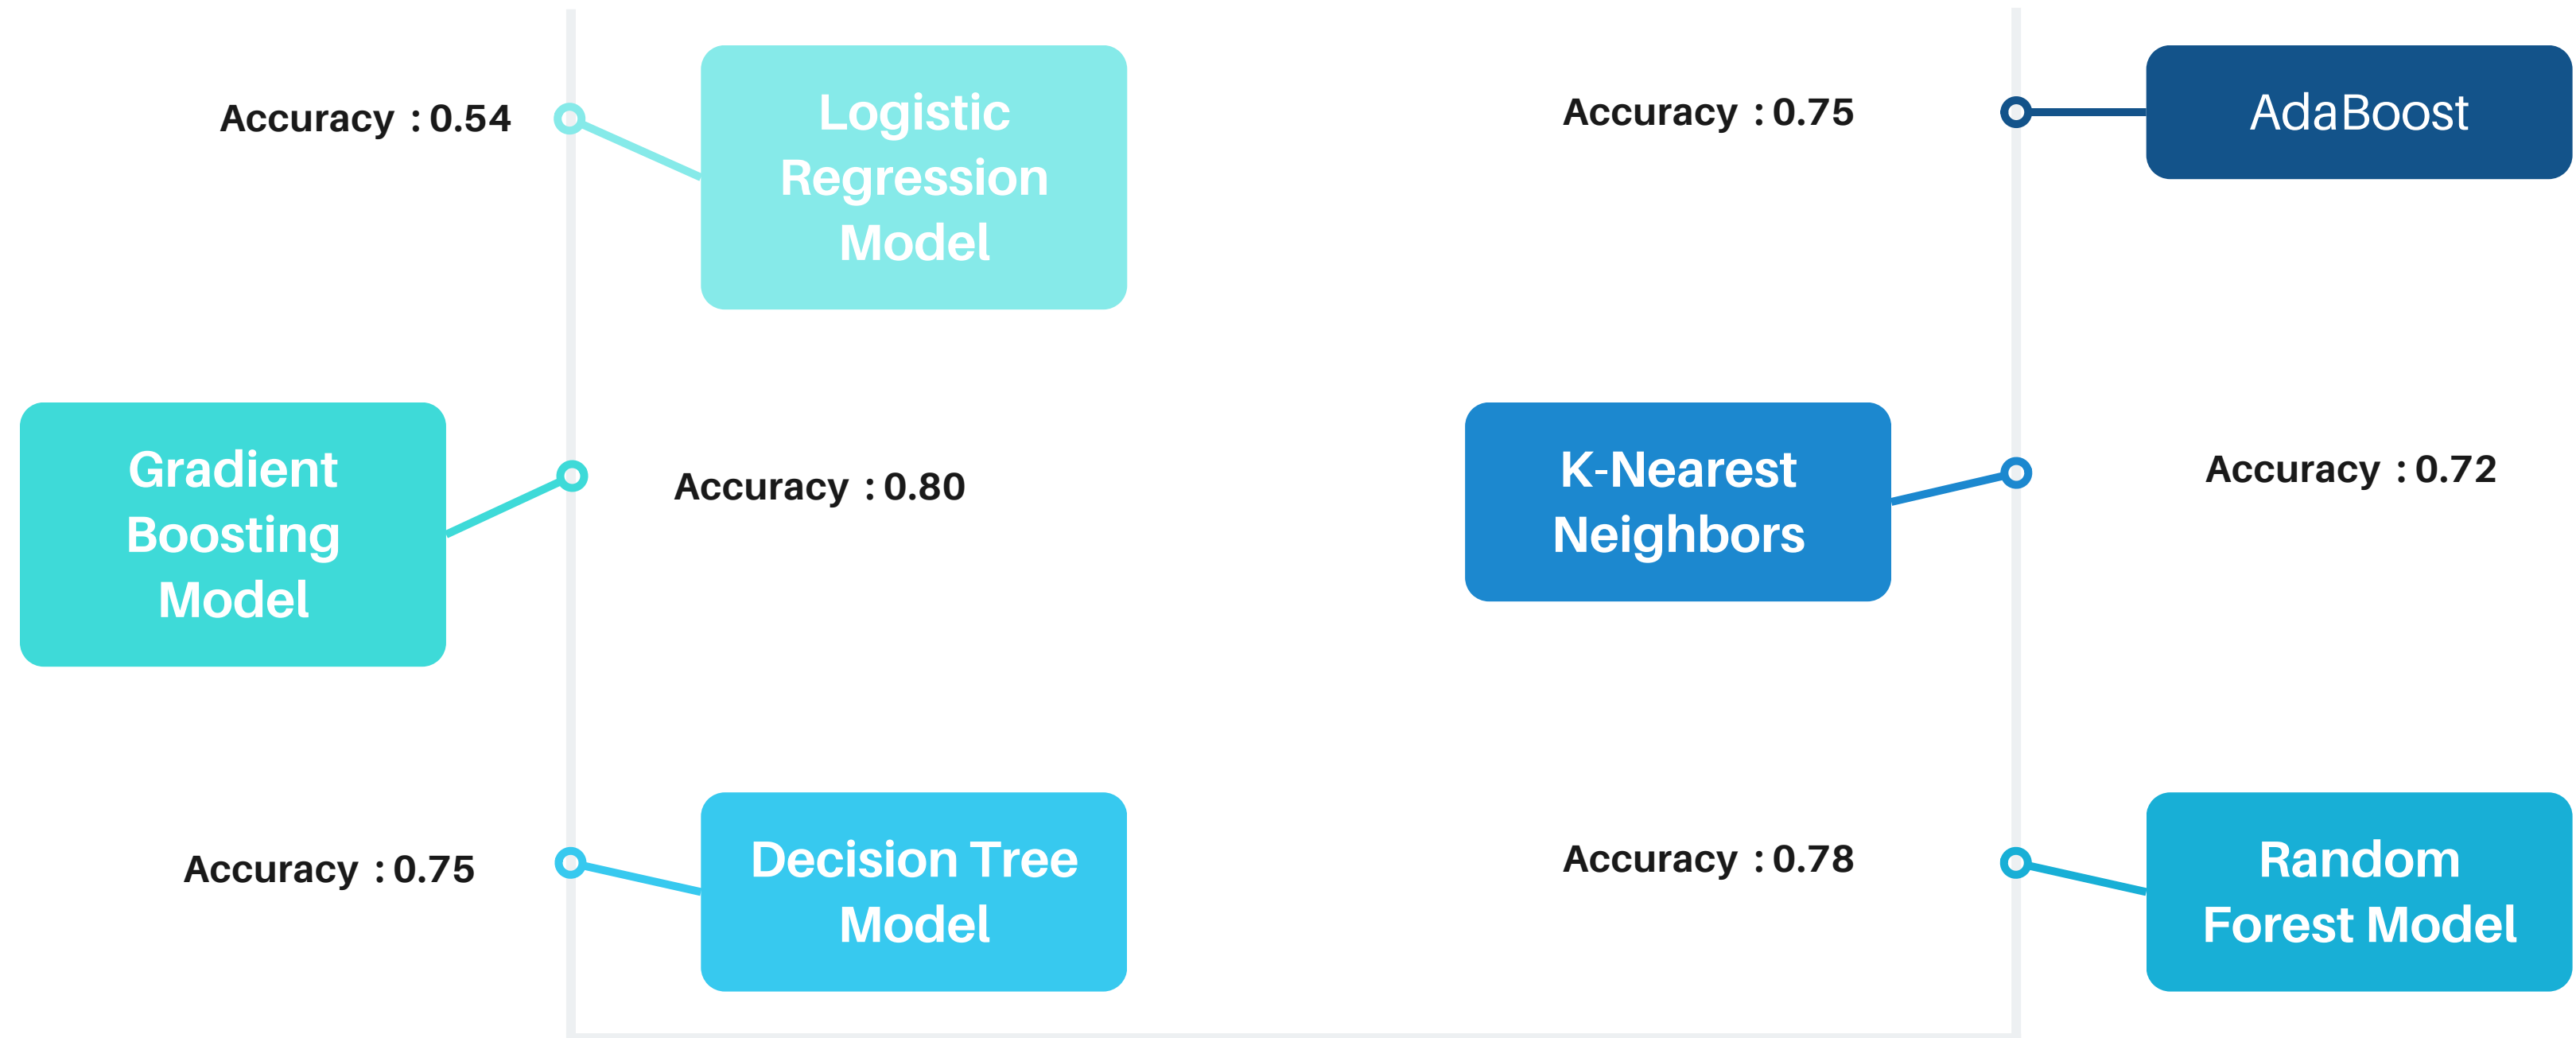 Accuracy : 0.54
Logistic
Regression
Model
Gradient
Boosting
Model
Accuracy : 0.80
Accuracy : 0.75
Decision Tree
Model
Accuracy : 0.75
AdaBoost
K-Nearest
Neighbors
Accuracy : 0.72
Accuracy : 0.78
Random
Forest Model